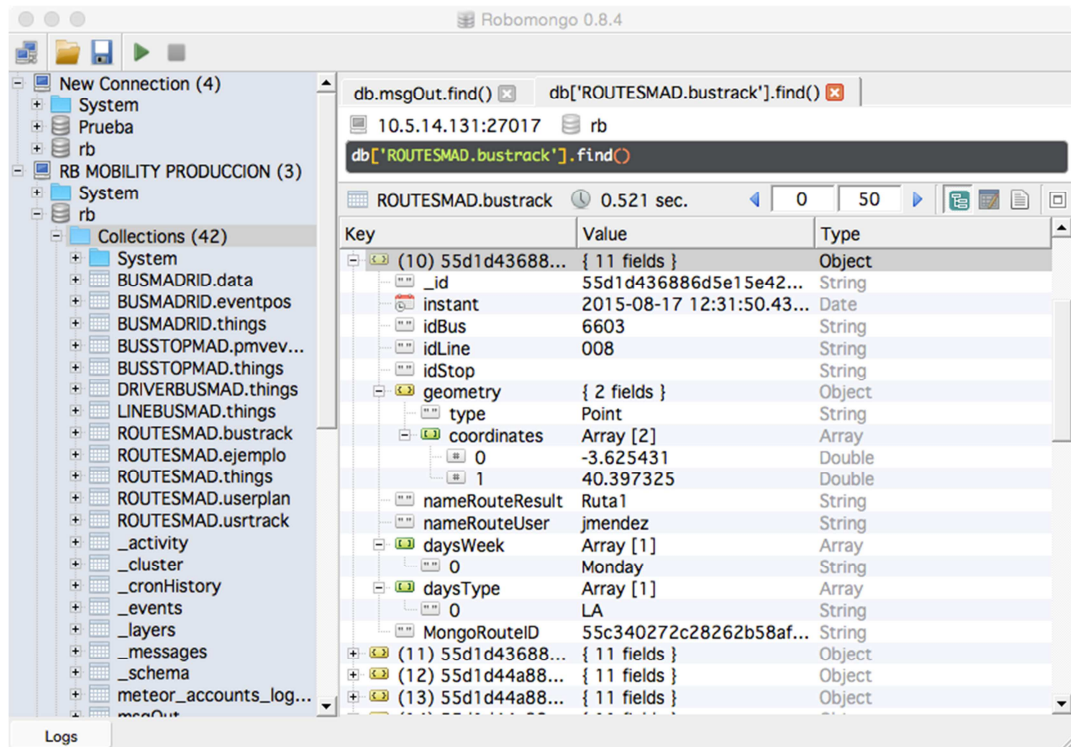 Robomongo 0.8.4
New Connection (4)
System
Prueba
rb
RB MOBILITY PRODUCCION (3)
System
rb
Collections (42)
System
BUSMADRID.data
BUSMADRID.eventpos
BUSMADRID.things
BUSSTOPMAD.pmvev...
BUSSTOPMAD.things
DRIVERBUSMAD.things
LINEBUSMAD.things
ROUTESMAD.bustrack
ROUTESMAD.ejemplo
ROUTESMAD.things
ROUTESMAD.userplan
ROUTESMAD.usrtrack
_activity
_cluster
_cronHistory
_events
_layers
_messages
_schema
meteor_accounts_log...
msgOut
db.msgOut.find() db['ROUTESMAD.bustrack'].find()
10.5.14.131:27017 rb
db['ROUTESMAD.bustrack'].find()
ROUTESMAD.bustrack 0.521 sec. 0 50
Key Value Type
(10) 55d1d43688... { 11 fields } Object
_id 55d1d436886d5e15e42... String
instant 2015-08-17 12:31:50.43... Date
idBus 6603 String
idLine 008 String
idStop String
geometry { 2 fields } Object
type Point String
coordinates Array [2] Array
0 -3.625431 Double
1 40.397325 Double
nameRouteResult Ruta1 String
nameRouteUser jmendez String
daysWeek Array [1] Array
0 Monday String
daysType Array [1] Array
0 LA String
MongoRouteID 55c340272c28262b58af... String
(11) 55d1d43688... { 11 fields } Object
(12) 55d1d44a88... { 11 fields } Object
(13) 55d1d44a88... { 11 fields } Object
Logs